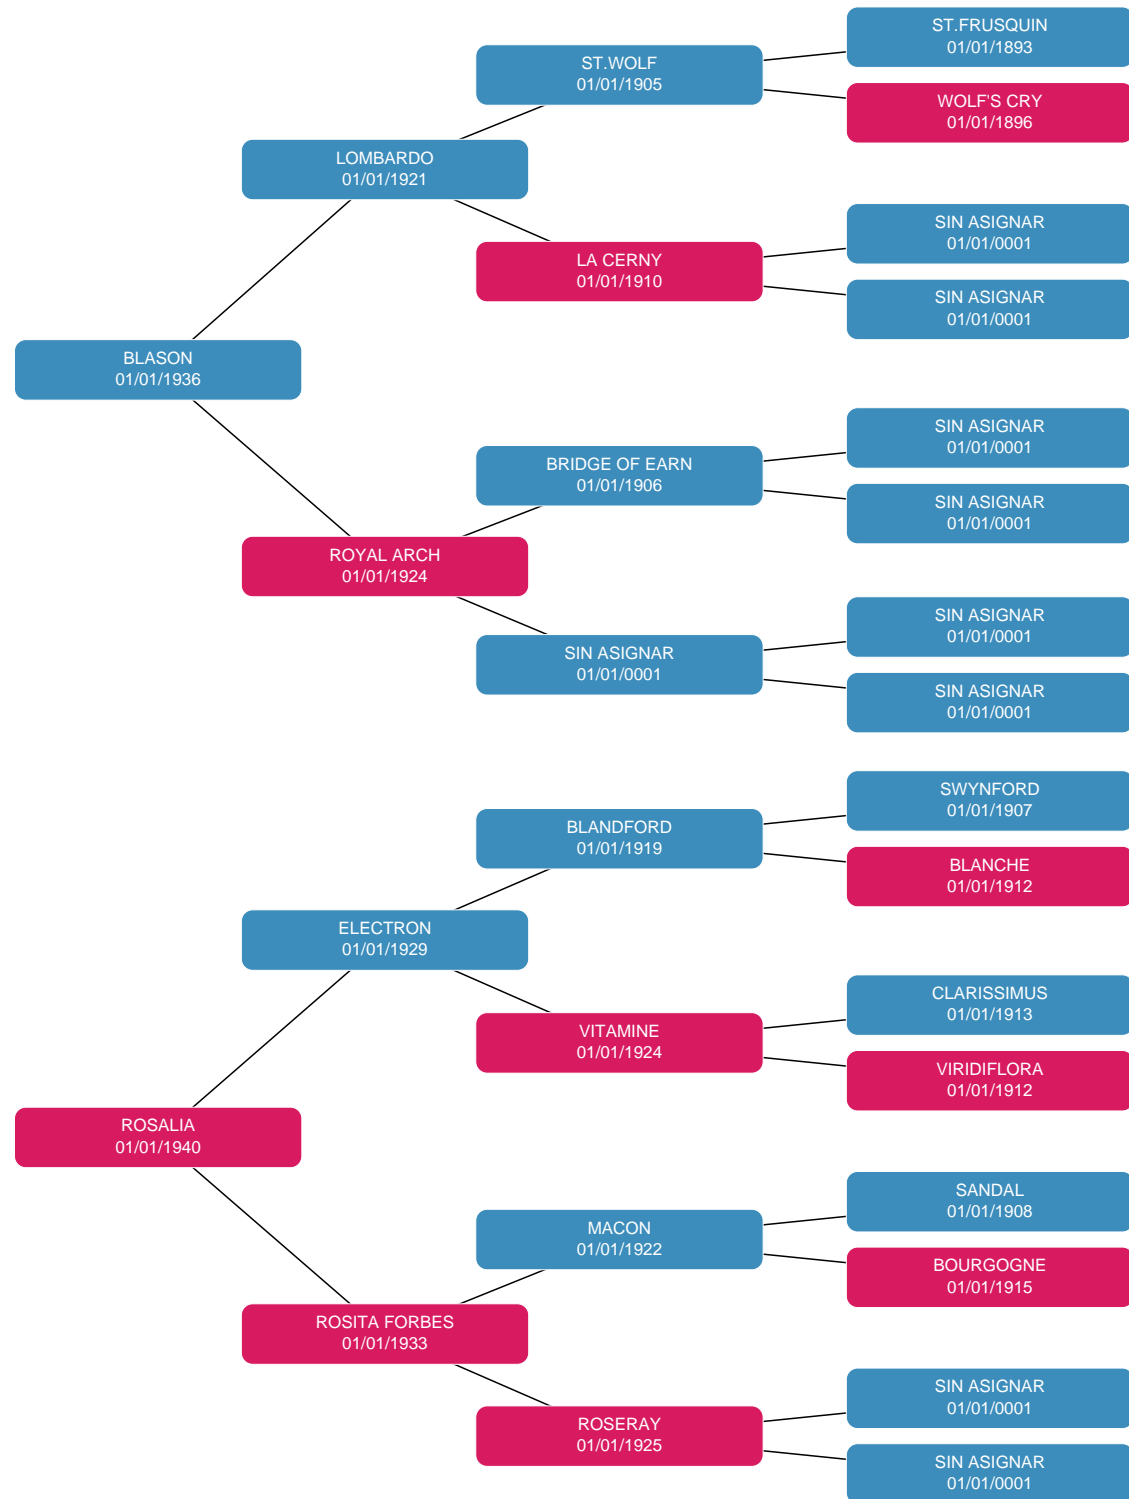 ST.FRUSQUIN
01/01/1893
ST.WOLF
01/01/1905
WOLF'S CRY
01/01/1896
LOMBARDO
01/01/1921
SIN ASIGNAR
01/01/0001
LA CERNY
01/01/1910
SIN ASIGNAR
01/01/0001
BLASON
01/01/1936
SIN ASIGNAR
01/01/0001
BRIDGE OF EARN
01/01/1906
SIN ASIGNAR
01/01/0001
ROYAL ARCH
01/01/1924
SIN ASIGNAR
01/01/0001
SIN ASIGNAR
01/01/0001
SIN ASIGNAR
01/01/0001
SWYNFORD
01/01/1907
BLANDFORD
01/01/1919
BLANCHE
01/01/1912
ELECTRON
01/01/1929
CLARISSIMUS
01/01/1913
VITAMINE
01/01/1924
VIRIDIFLORA
01/01/1912
ROSALIA
01/01/1940
SANDAL
01/01/1908
MACON
01/01/1922
BOURGOGNE
01/01/1915
ROSITA FORBES
01/01/1933
SIN ASIGNAR
01/01/0001
ROSERAY
01/01/1925
SIN ASIGNAR
01/01/0001